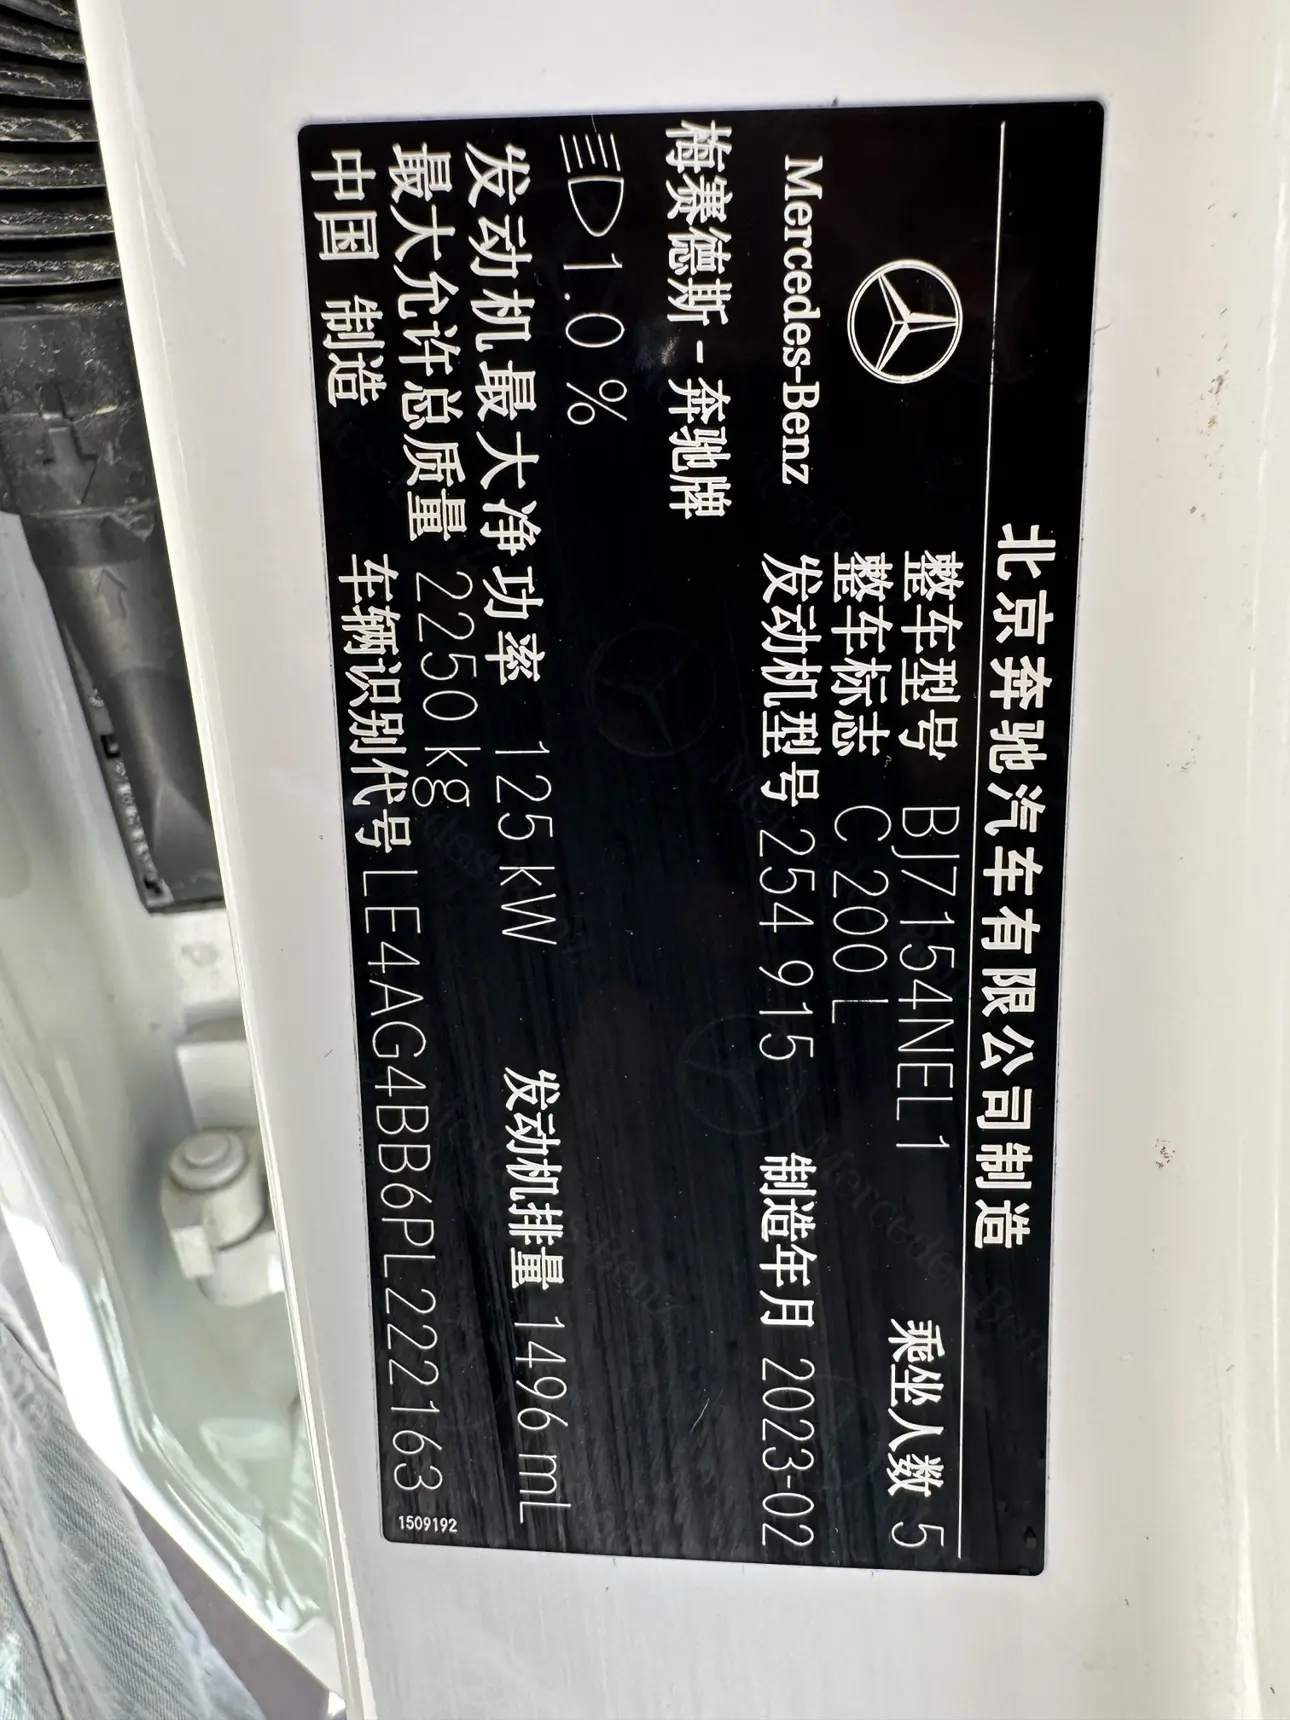 北京奔驰汽车有限公司制造
整车型号 BJ7154NEL1 乘坐人数 5
整车标志 C 200 L
Mercedes-Benz 发动机型号 254 915 制造年月 2023-02
梅赛德斯-奔驰牌
1.0 %
发动机最大净功率 125 kW 发动机排量 1496 mL
最大允许总质量 2250 kg
中国 制造 车辆识别代号 LE4AG4BB6PL222163
1509192